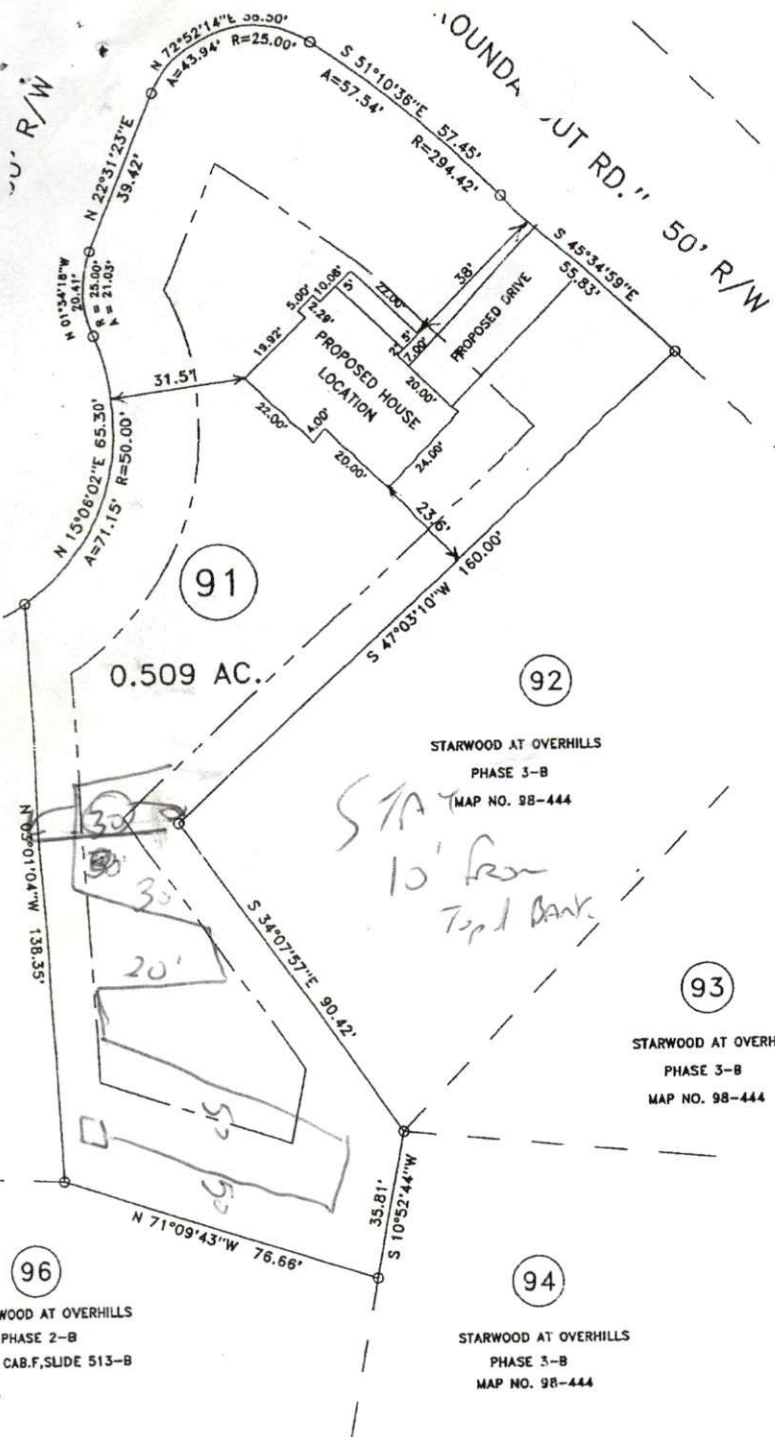 N 72°52'14"E 38.30'
A=43.94' R=25.00'
S 51°10'36"E 57.45'
A=57.54' R=294.42'
OUT RD." 50' R/W
R/W
N 22°31'23"E
39.42'
N 01°34'18"W
20.41'
R = 25.00'
A = 21.03'
S 45°34'59"E
55.83'
38'
22.00'
10.08'
5'
5.00'
2.29'
19.92'
5'
2'
7.00'
PROPOSED DRIVE
PROPOSED HOUSE
LOCATION
20.00'
31.5'
22.00'
4.00'
20.00'
24.00'
23.6'
N 15°06'02"E 65.30'
A=71.15' R=50.00'
S 47°03'10"W 160.00'
91
0.509 AC.
92
STARWOOD AT OVERHILLS
PHASE 3-B
MAP NO. 98-444
STAY
10' from
Top of BANK
30
30'
30
20'
50
50
N 03°01'04"W 138.35'
S 34°07'57"E 90.42'
93
STARWOOD AT OVERH
PHASE 3-B
MAP NO. 98-444
S 10°52'44"W
35.81'
N 71°09'43"W 76.66'
96
WOOD AT OVERHILLS
PHASE 2-B
CAB.F,SLIDE 513-B
94
STARWOOD AT OVERHILLS
PHASE 3-B
MAP NO. 98-444